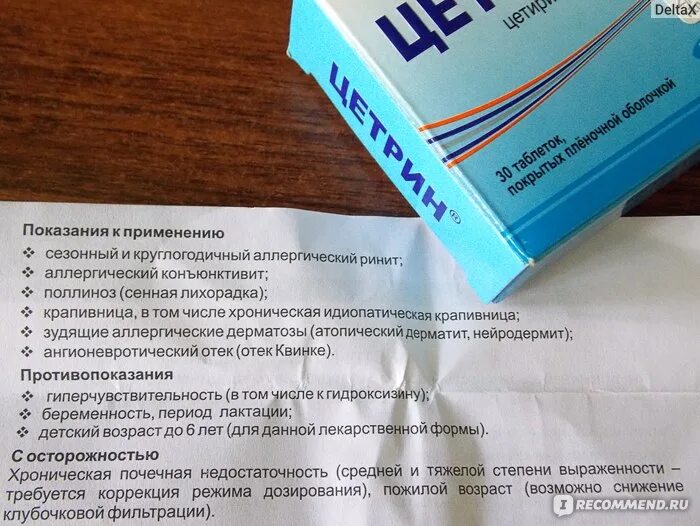 DeltaX
ЦЕТ
цетири
ЦЕТРИН®
30 таблеток,
покрытых плёночной оболочкой
Показания к применению
❖ сезонный и круглогодичный аллергический ринит;
❖ аллергический конъюнктивит;
❖ поллиноз (сенная лихорадка);
❖ крапивница, в том числе хроническая идиопатическая крапивница;
❖ зудящие аллергические дерматозы (атопический дерматит, нейродермит);
❖ ангионевротический отек (отек Квинке).
Противопоказания
❖ гиперчувствительность (в том числе к гидроксизину);
❖ беременность, период лактации;
❖ детский возраст до 6 лет (для данной лекарственной формы).
С осторожностью
Хроническая почечная недостаточность (средней и тяжелой степени выраженности –
требуется коррекция режима дозирования), пожилой возраст (возможно снижение
клубочковой фильтрации).
IRECOMMEND.RU